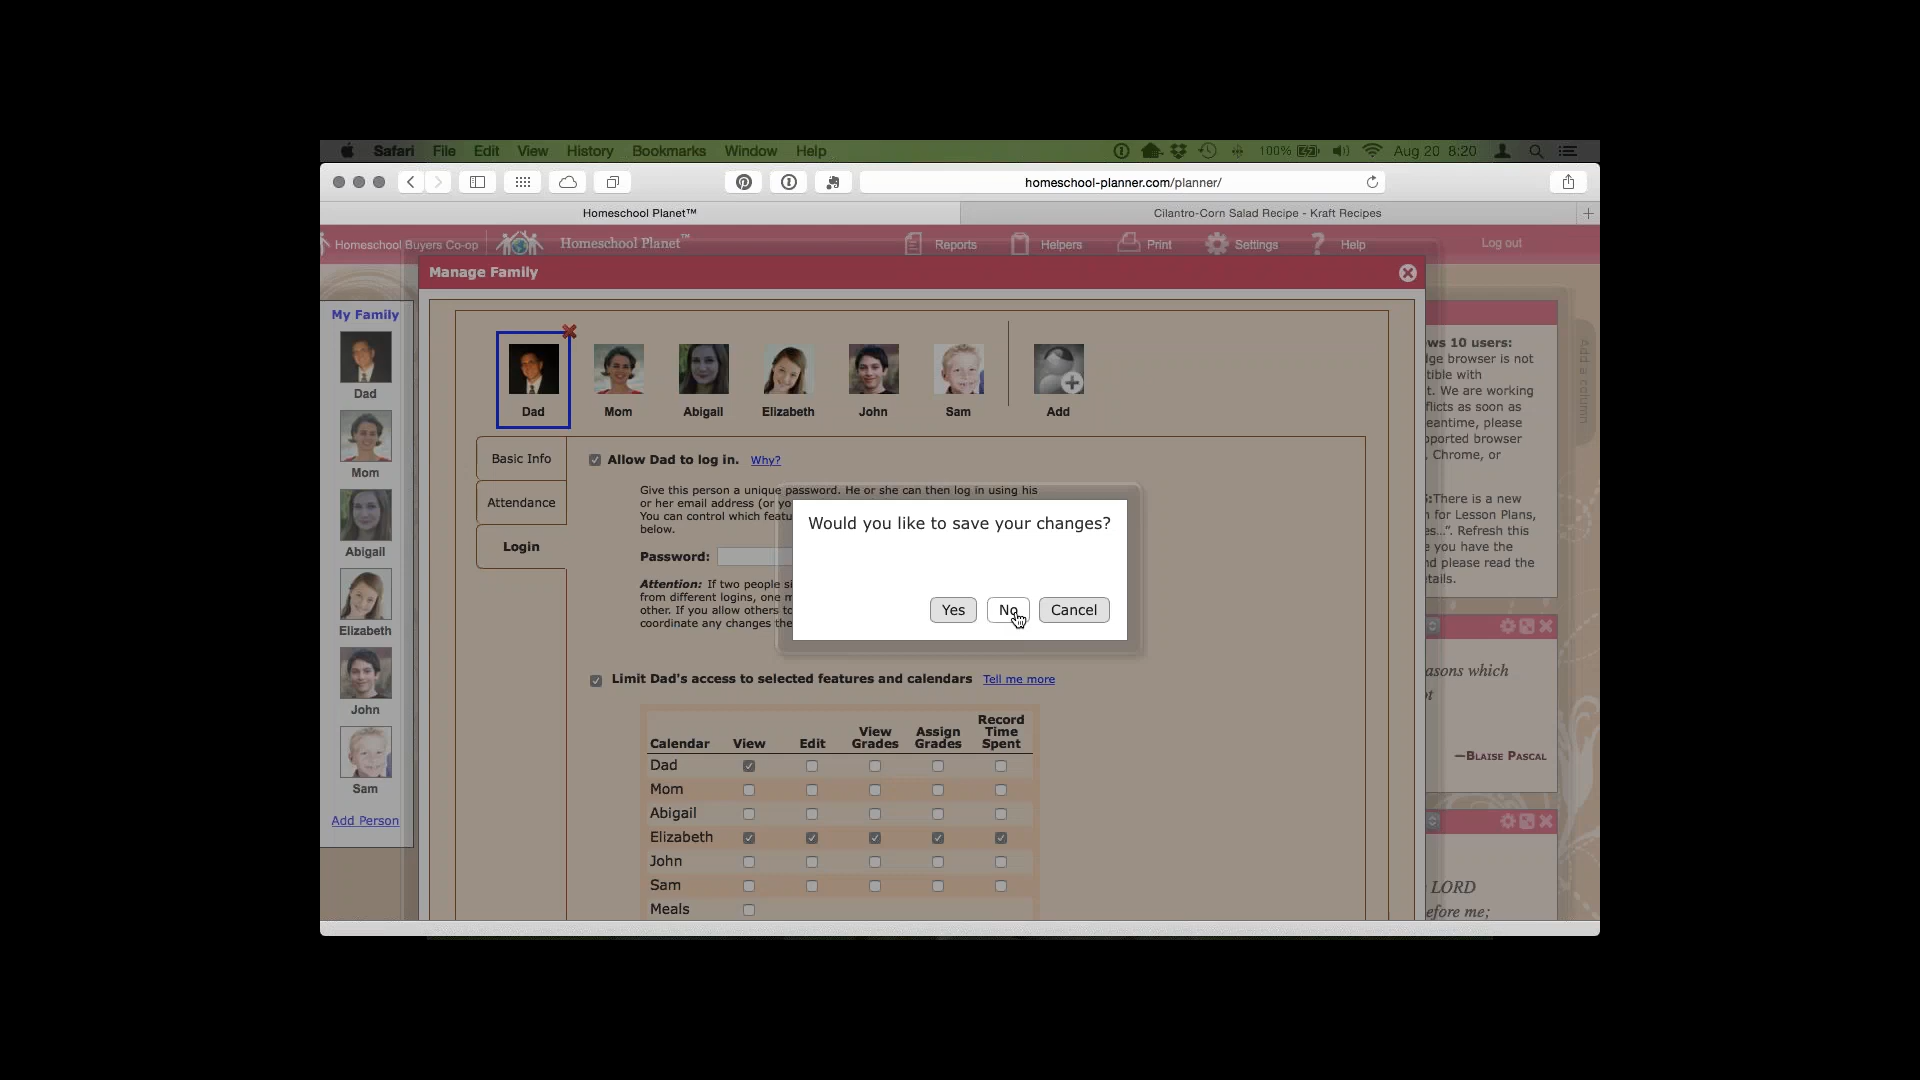 Safari File Edit View History Bookmarks Window Help 100% Aug 20 8:20
homeschool-planner.com/planner/
Homeschool Planet™ Cilantro-Corn Salad Recipe - Kraft Recipes
Homeschool Buyers Co-op Homeschool Planet™ Reports Helpers Print Settings Help Log out
Manage Family
My Family
Dad
Mom
Abigail
Elizabeth
John
Sam
Add Person
Dad Mom Abigail Elizabeth John Sam Add
Basic Info
Attendance
Login
Allow Dad to log in. Why?
Give this person a unique password. He or she can then log in using his
or her email address (or yo
You can control which featu
below.
Password:
Attention: If two people si
from different logins, one m
other. If you allow others to
coordinate any changes the
Would you like to save your changes?
Yes No Cancel
Limit Dad's access to selected features and calendars Tell me more
Calendar View Edit View Grades Assign Grades Record Time Spent
Dad
Mom
Abigail
Elizabeth
John
Sam
Meals
ws 10 users:
ge browser is not
tible with
t. We are working
flicts as soon as
eantime, please
pported browser
, Chrome, or
:There is a new
n for Lesson Plans,
es...”. Refresh this
e you have the
nd please read the
tails.
Add a column
asons which
ot
—Blaise Pascal
LORD
efore me;